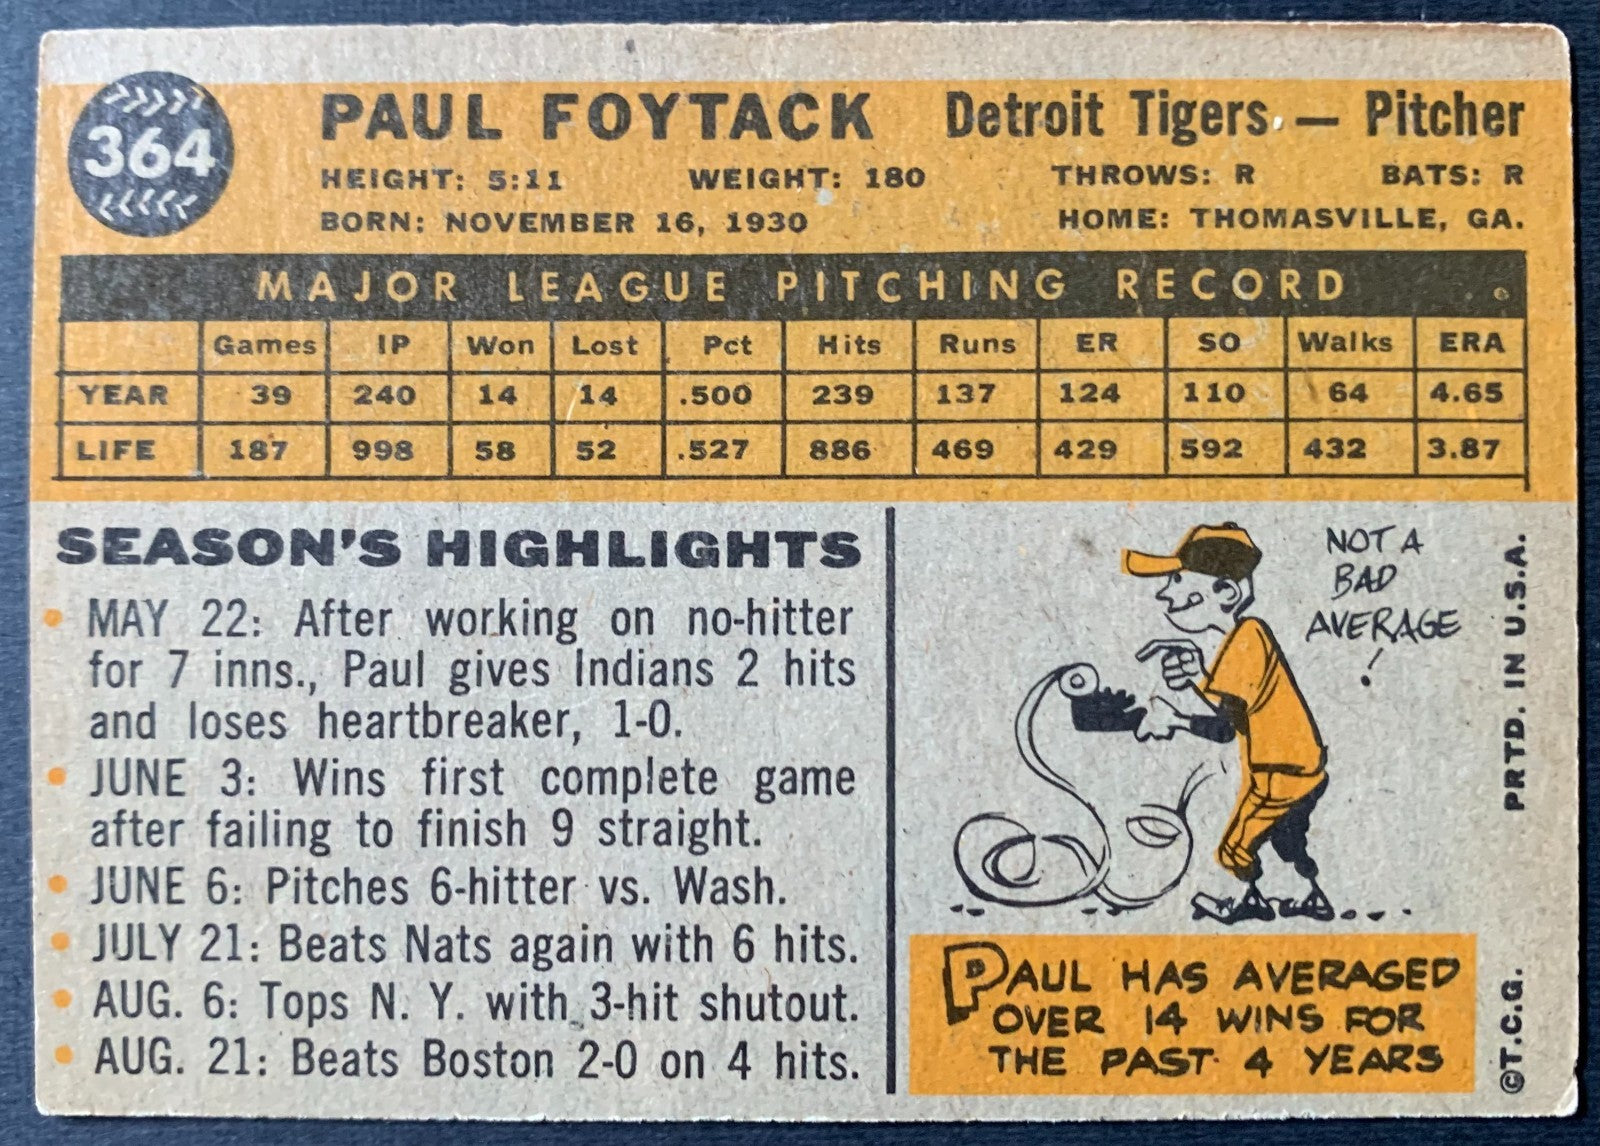 364
PAUL FOYTACK Detroit Tigers — Pitcher
HEIGHT: 5:11 WEIGHT: 180 THROWS: R BATS: R
BORN: NOVEMBER 16, 1930 HOME: THOMASVILLE, GA.
MAJOR LEAGUE PITCHING RECORD
Games IP Won Lost Pct Hits Runs ER SO Walks ERA
YEAR 39 240 14 14 .500 239 137 124 110 64 4.65
LIFE 187 998 58 52 .527 886 469 429 592 432 3.87
SEASON'S HIGHLIGHTS
• MAY 22: After working on no-hitter
for 7 inns., Paul gives Indians 2 hits
and loses heartbreaker, 1-0.
• JUNE 3: Wins first complete game
after failing to finish 9 straight.
• JUNE 6: Pitches 6-hitter vs. Wash.
• JULY 21: Beats Nats again with 6 hits.
• AUG. 6: Tops N. Y. with 3-hit shutout.
• AUG. 21: Beats Boston 2-0 on 4 hits.
NOT A
BAD
AVERAGE
!
PAUL HAS AVERAGED
OVER 14 WINS FOR
THE PAST 4 YEARS
©T.C.G. PRTD. IN U.S.A.